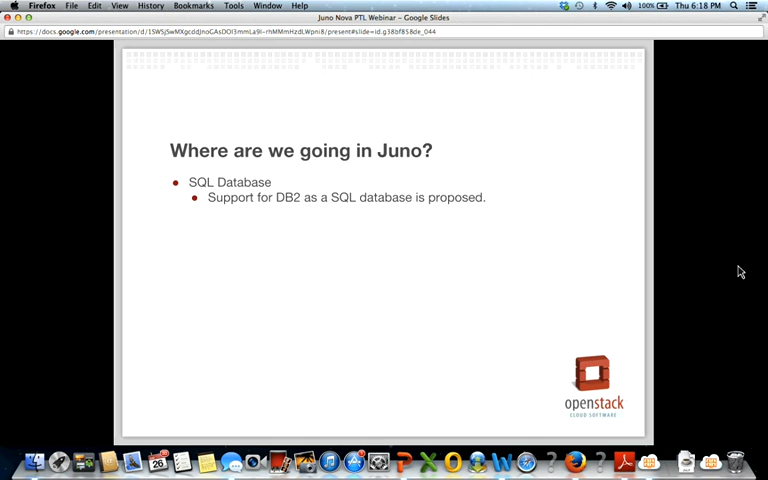 Firefox File Edit View History Bookmarks Tools Window Help
100% Thu 6:18 PM
Juno Nova PTL Webinar – Google Slides
Where are we going in Juno?
SQL Database
Support for DB2 as a SQL database is proposed.
openstack
CLOUD SOFTWARE
26